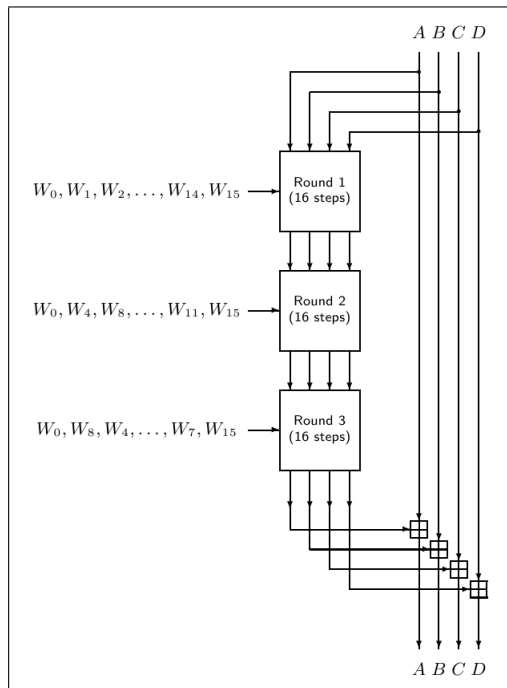 A B C D
Round 1
(16 steps)
W₀, W₁, W₂, . . . , W₁₄, W₁₅
Round 2
(16 steps)
W₀, W₄, W₈, . . . , W₁₁, W₁₅
Round 3
(16 steps)
W₀, W₈, W₄, . . . , W₇, W₁₅
A B C D